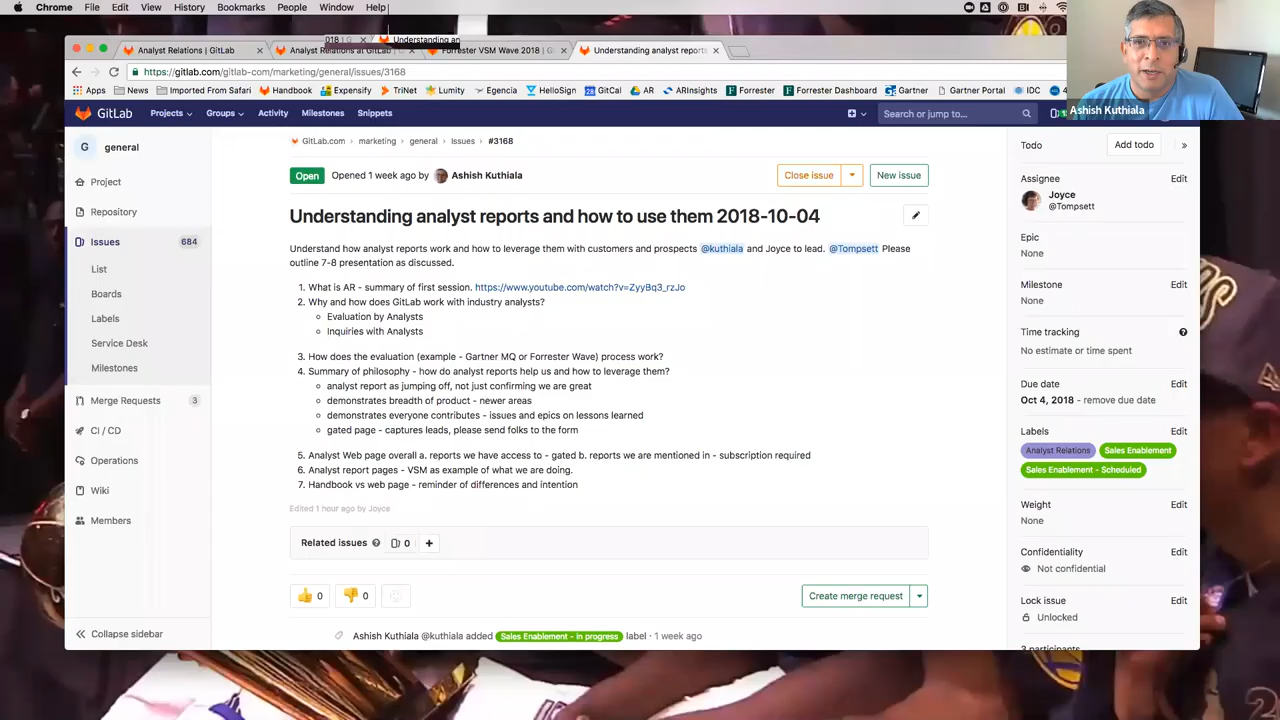 Chrome File Edit View History Bookmarks People Window Help
Analyst Relations | GitLab
Analyst Relations at GitLab |
018 | G
Understanding an
Forrester VSM Wave 2018 | G
Understanding analyst reports
https://gitlab.com/gitlab-com/marketing/general/issues/3168
Apps News Imported From Safari Handbook Expensify TriNet Lumity Egencia HelloSign GitCal AR ARInsights Forrester Forrester Dashboard Gartner Gartner Portal IDC
Ashish Kuthiala
GitLab Projects Groups Activity Milestones Snippets Search or jump to...
G general
GitLab.com › marketing › general › Issues › #3168
Todo Add todo »
Open Opened 1 week ago by Ashish Kuthiala Close issue New issue
Project
Repository
Issues 684
List
Boards
Labels
Service Desk
Milestones
Merge Requests 3
CI / CD
Operations
Wiki
Members
Collapse sidebar
Understanding analyst reports and how to use them 2018-10-04
Understand how analyst reports work and how to leverage them with customers and prospects @kuthiala and Joyce to lead. @Tompsett Please
outline 7-8 presentation as discussed.
1. What is AR - summary of first session. https://www.youtube.com/watch?v=ZyyBq3_rzJo
2. Why and how does GitLab work with industry analysts?
Evaluation by Analysts
Inquiries with Analysts
3. How does the evaluation (example - Gartner MQ or Forrester Wave) process work?
4. Summary of philosophy - how do analyst reports help us and how to leverage them?
analyst report as jumping off, not just confirming we are great
demonstrates breadth of product - newer areas
demonstrates everyone contributes - issues and epics on lessons learned
gated page - captures leads, please send folks to the form
5. Analyst Web page overall a. reports we have access to - gated b. reports we are mentioned in - subscription required
6. Analyst report pages - VSM as example of what we are doing.
7. Handbook vs web page - reminder of differences and intention
Edited 1 hour ago by Joyce
Related issues 0 +
0 0
Create merge request
Ashish Kuthiala @kuthiala added Sales Enablement - in progress label · 1 week ago
Assignee Edit
Joyce
@Tompsett
Epic
None
Milestone Edit
None
Time tracking
No estimate or time spent
Due date Edit
Oct 4, 2018 - remove due date
Labels Edit
Analyst Relations Sales Enablement
Sales Enablement - Scheduled
Weight Edit
None
Confidentiality Edit
Not confidential
Lock issue Edit
Unlocked
3 participants